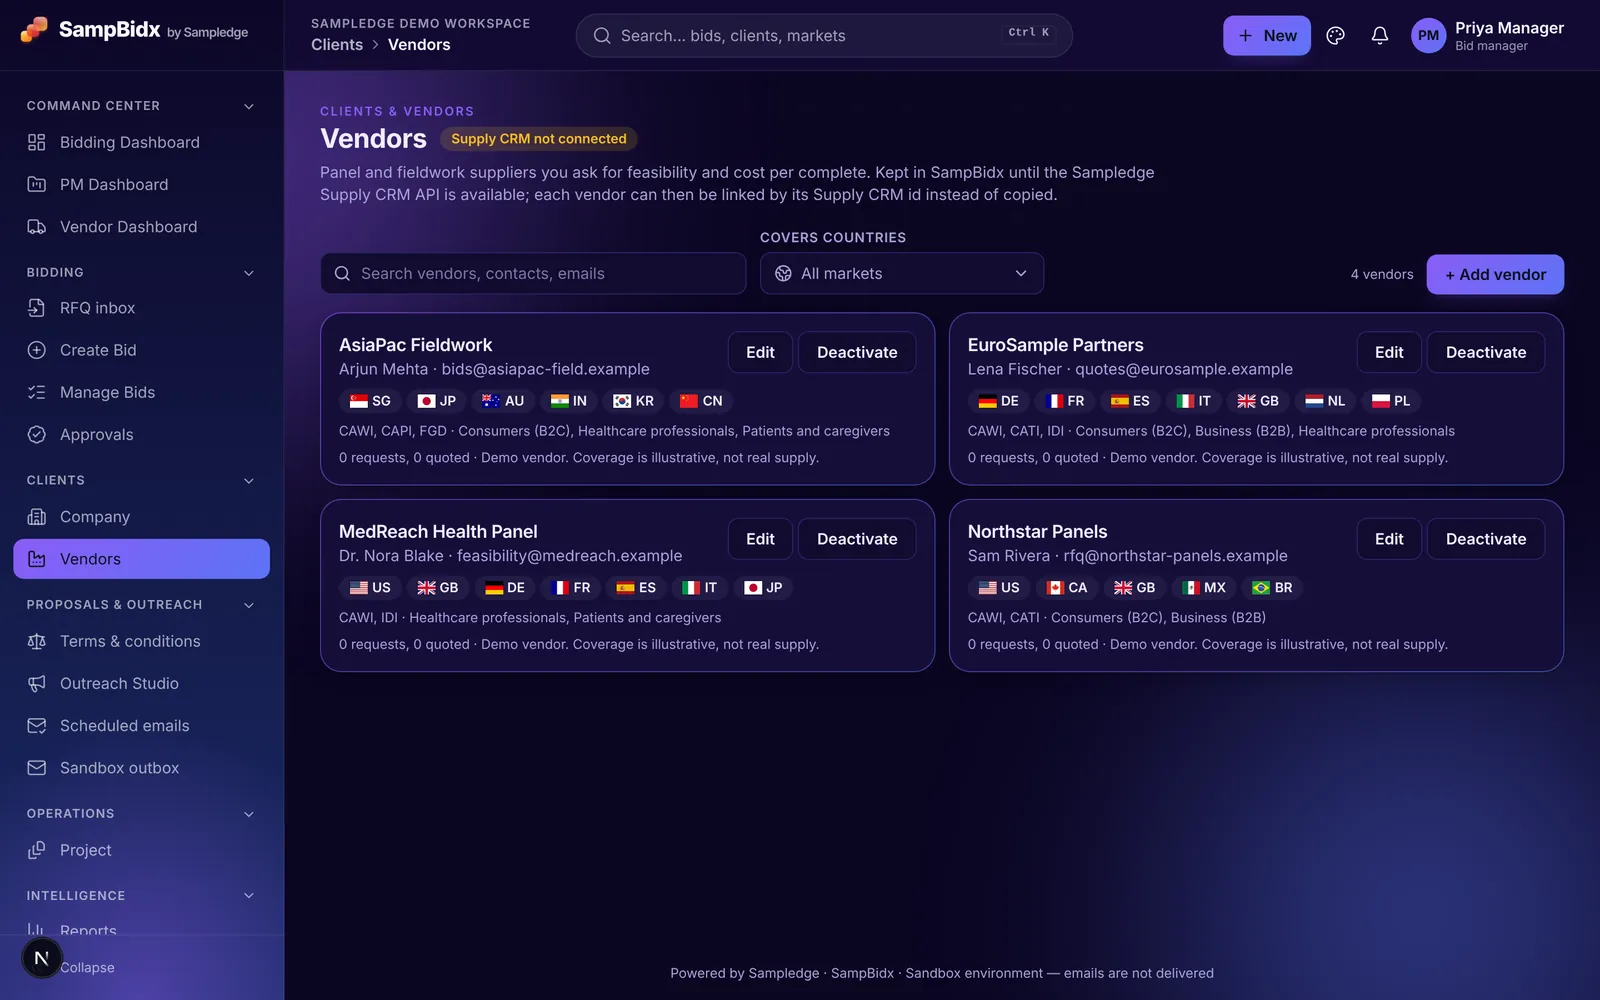 SampBidx by Sampledge
COMMAND CENTER
Bidding Dashboard
PM Dashboard
Vendor Dashboard
BIDDING
RFQ inbox
Create Bid
Manage Bids
Approvals
CLIENTS
Company
Vendors
PROPOSALS & OUTREACH
Terms & conditions
Outreach Studio
Scheduled emails
Sandbox outbox
OPERATIONS
Project
INTELLIGENCE
Reports
N
Collapse
SAMPLEDGE DEMO WORKSPACE
Clients > Vendors
Search... bids, clients, markets Ctrl K
+ New
PM
Priya Manager
Bid manager
CLIENTS & VENDORS
Vendors Supply CRM not connected
Panel and fieldwork suppliers you ask for feasibility and cost per complete. Kept in SampBidx until the Sampledge
Supply CRM API is available; each vendor can then be linked by its Supply CRM id instead of copied.
COVERS COUNTRIES
Search vendors, contacts, emails
All markets
4 vendors
+ Add vendor
AsiaPac Fieldwork
Edit Deactivate
Arjun Mehta · bids@asiapac-field.example
SG JP AU IN KR CN
CAWI, CAPI, FGD · Consumers (B2C), Healthcare professionals, Patients and caregivers
0 requests, 0 quoted · Demo vendor. Coverage is illustrative, not real supply.
EuroSample Partners
Edit Deactivate
Lena Fischer · quotes@eurosample.example
DE FR ES IT GB NL PL
CAWI, CATI, IDI · Consumers (B2C), Business (B2B), Healthcare professionals
0 requests, 0 quoted · Demo vendor. Coverage is illustrative, not real supply.
MedReach Health Panel
Edit Deactivate
Dr. Nora Blake · feasibility@medreach.example
US GB DE FR ES IT JP
CAWI, IDI · Healthcare professionals, Patients and caregivers
0 requests, 0 quoted · Demo vendor. Coverage is illustrative, not real supply.
Northstar Panels
Edit Deactivate
Sam Rivera · rfq@northstar-panels.example
US CA GB MX BR
CAWI, CATI · Consumers (B2C), Business (B2B)
0 requests, 0 quoted · Demo vendor. Coverage is illustrative, not real supply.
Powered by Sampledge · SampBidx · Sandbox environment — emails are not delivered